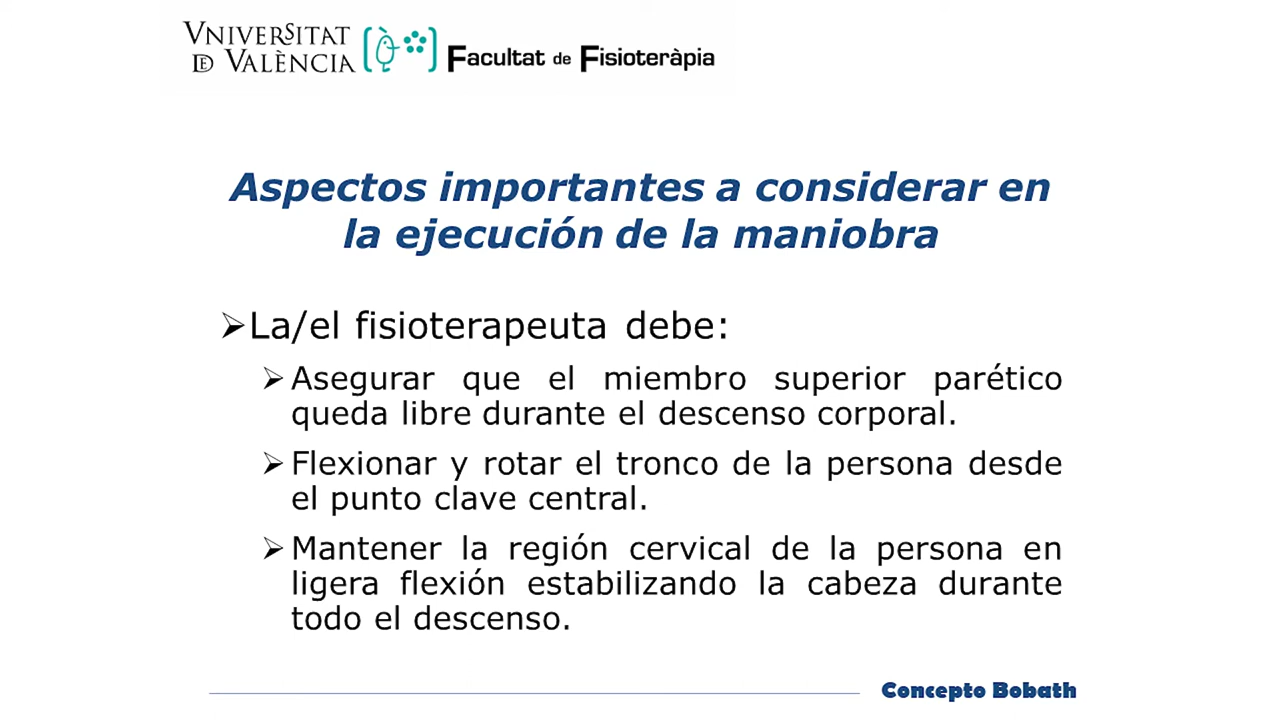 VNIVERSITAT
DE VALÈNCIA
Facultat de Fisioteràpia
Aspectos importantes a considerar en
la ejecución de la maniobra
La/el fisioterapeuta debe:
Asegurar que el miembro superior parético
queda libre durante el descenso corporal.
Flexionar y rotar el tronco de la persona desde
el punto clave central.
Mantener la región cervical de la persona en
ligera flexión estabilizando la cabeza durante
todo el descenso.
Concepto Bobath